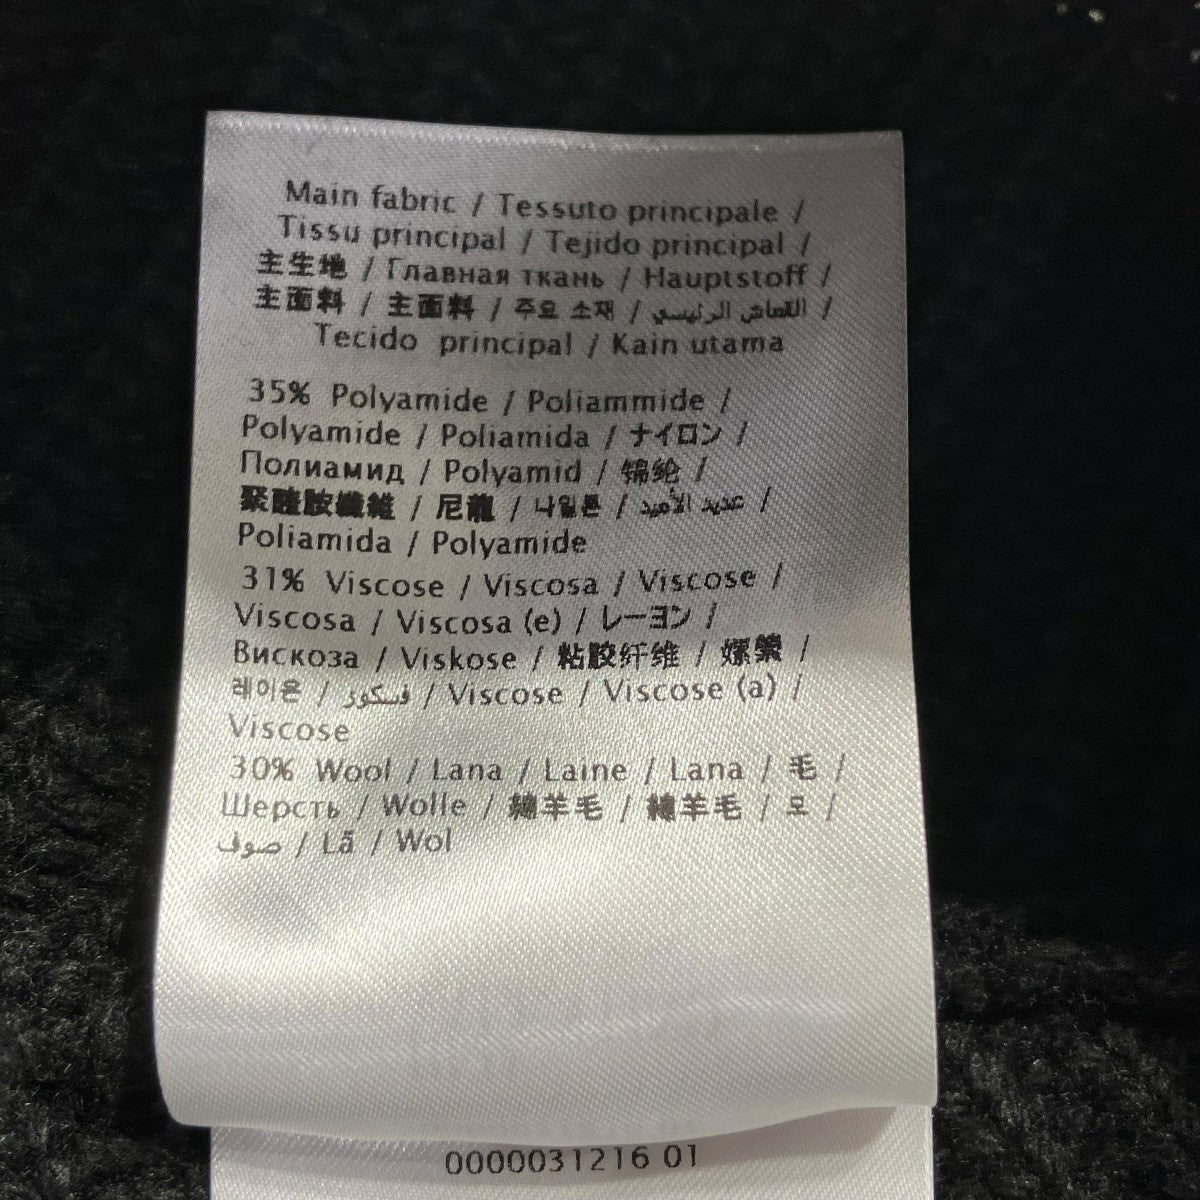 Main fabric / Tessuto principale /
Tissu principal / Tejido principal /
主生地 / Главная ткань / Hauptstoff /
主面料 / 主面料 / 주요 소재 / القماش الرئيسي /
Tecido principal / Kain utama
35% Polyamide / Poliammide /
Polyamide / Poliamida / ナイロン /
Полиамид / Polyamid / 锦纶 /
聚醯胺纖維 / 尼龍 / 나일론 / عديد الأميد /
Poliamida / Polyamide
31% Viscose / Viscosa / Viscose /
Viscosa / Viscosa (e) / レーヨン /
Вискоза / Viskose / 粘胶纤维 / 嫘縈 /
레이온 / فسكوز / Viscose / Viscose (a) /
Viscose
30% Wool / Lana / Laine / Lana / 毛 /
Шерсть / Wolle / 綿羊毛 / 綿羊毛 / 모 /
صوف / Lã / Wol
0000031216 01